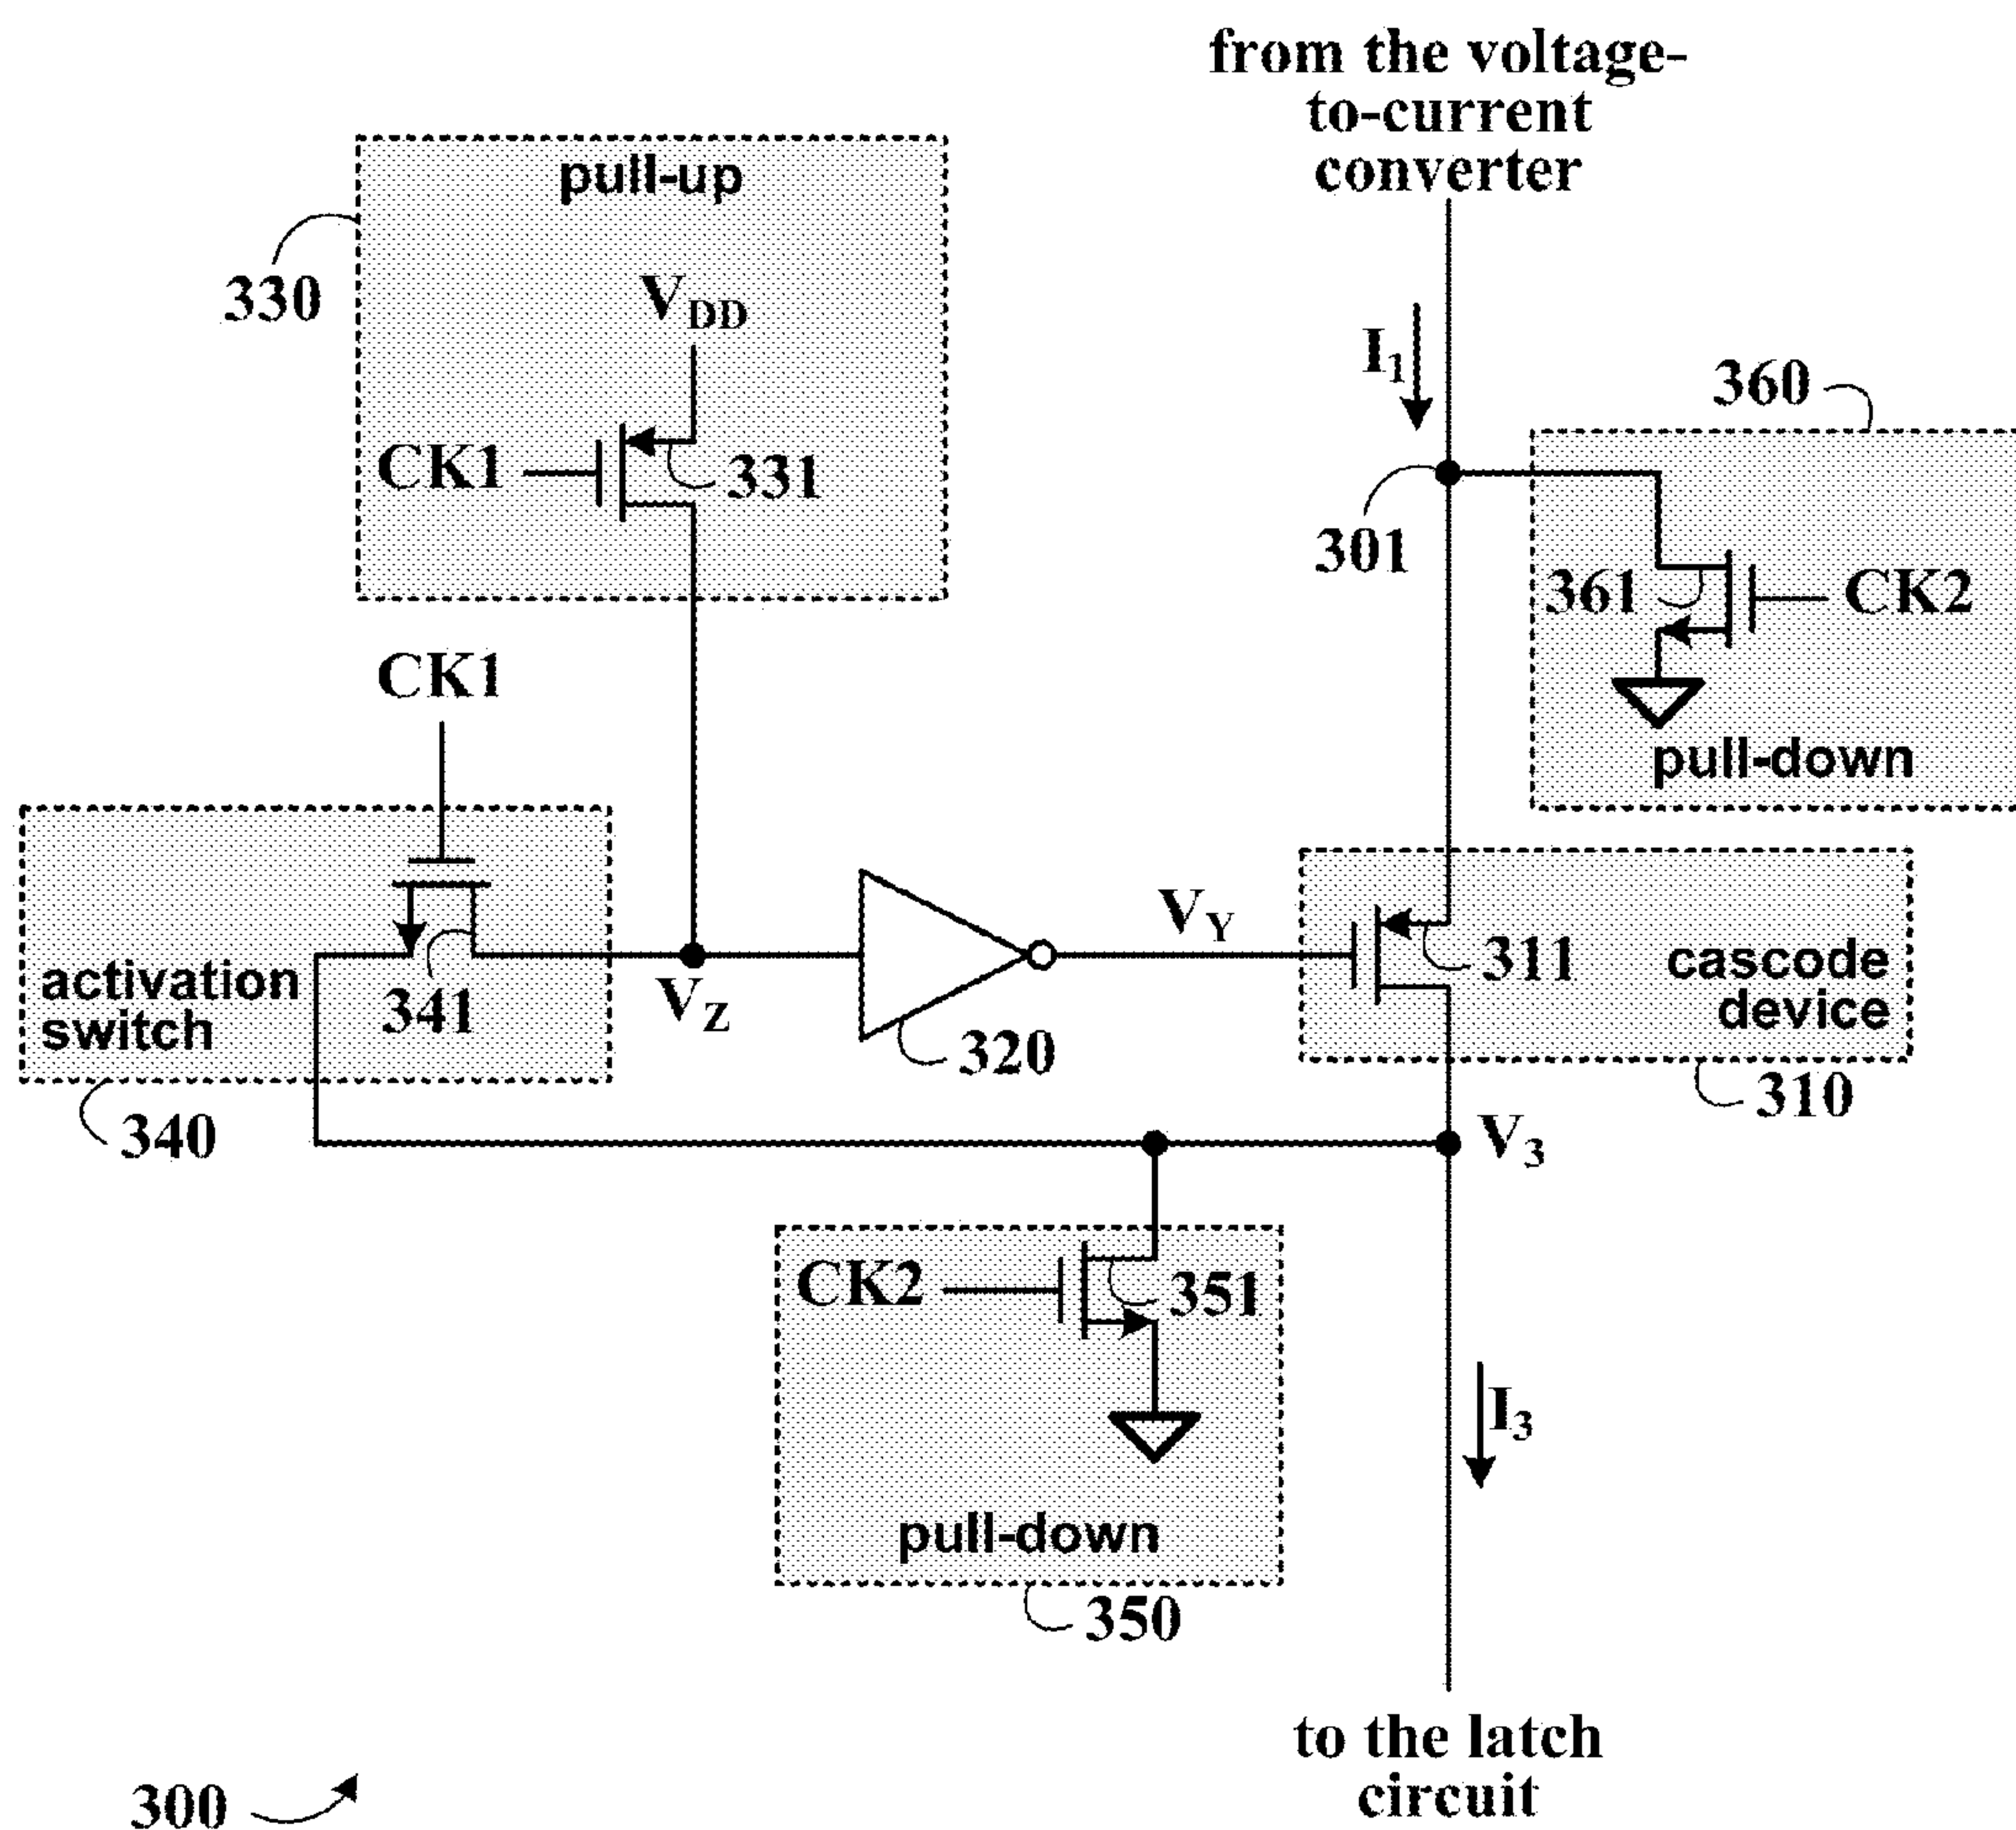 from the voltage-
to-current
converter
pull-up
330
VDD
CK1
331
I1
360
301
361
CK2
pull-down
CK1
activation
switch
341
340
VZ
320
VY
311
cascode
device
310
V3
CK2
351
pull-down
350
I3
to the latch
circuit
300